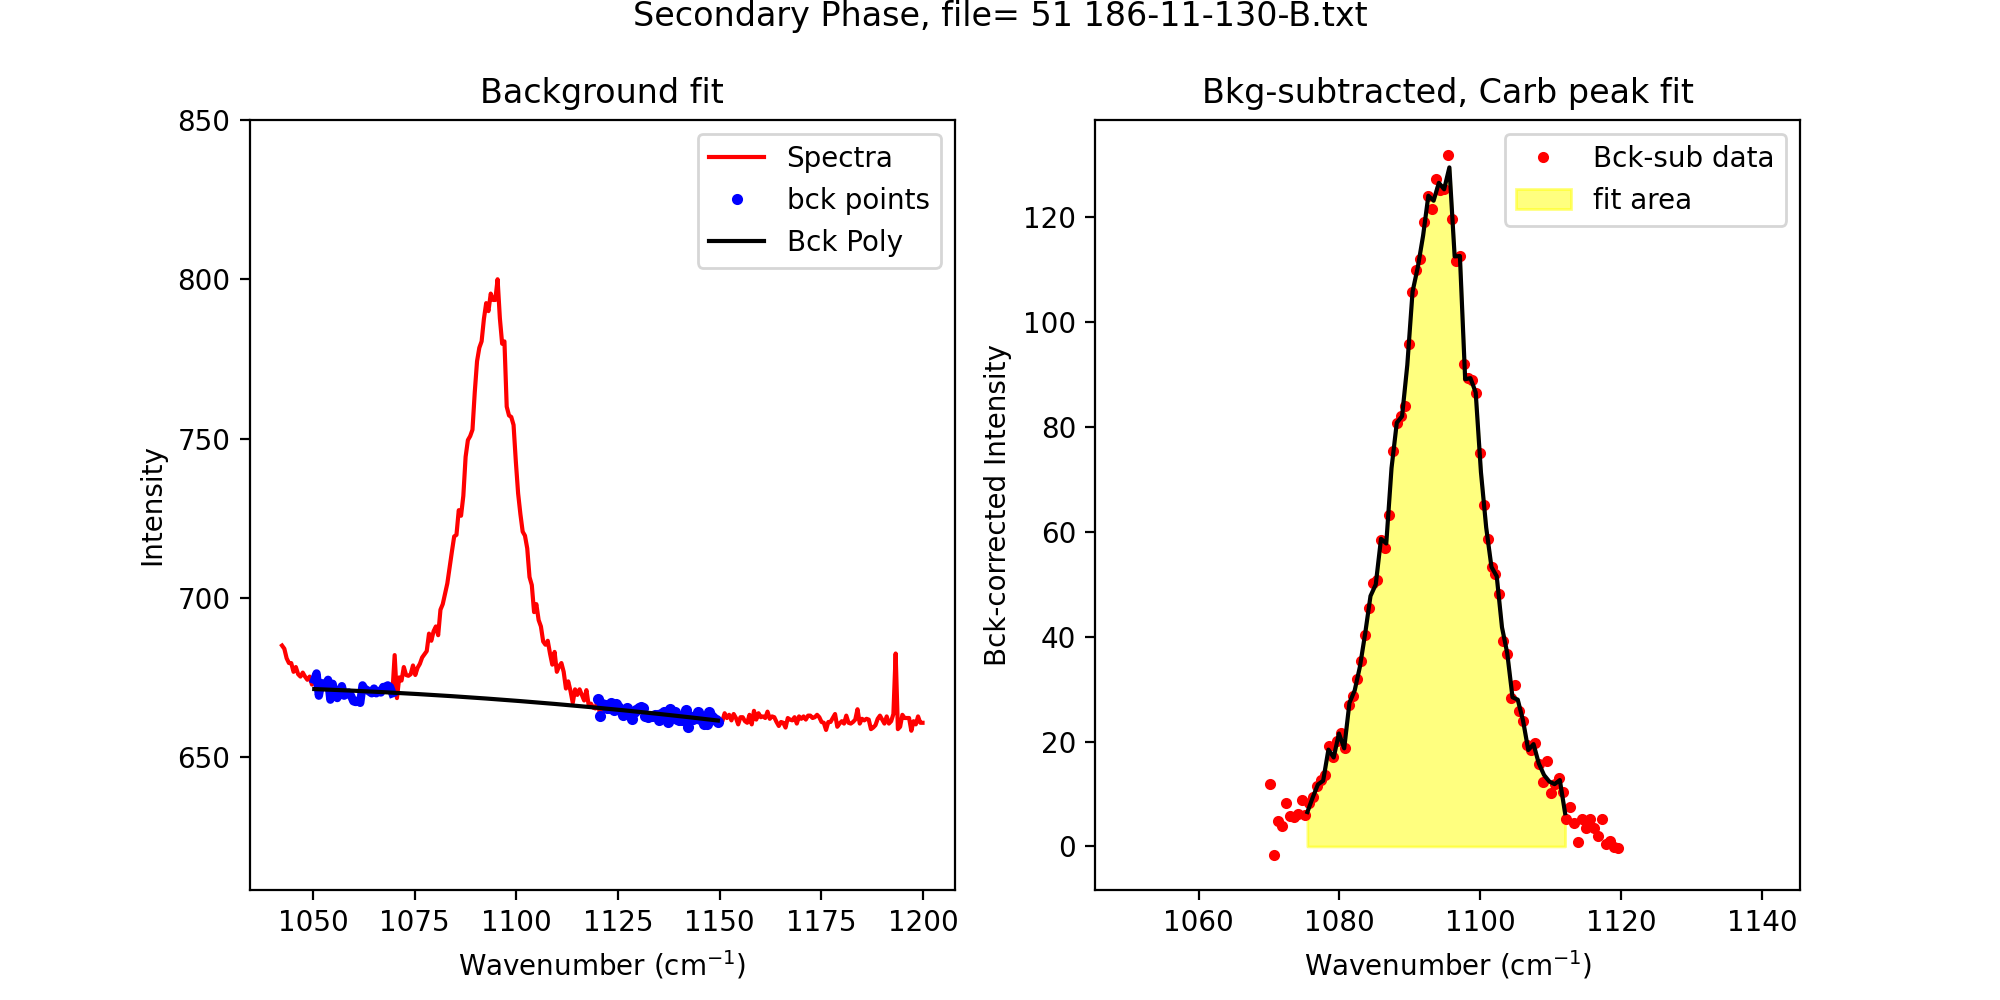 Secondary Phase, file= 51 186-11-130-B.txt
Background fit
850
800
750
700
650
Intensity
Spectra
bck points
Bck Poly
1050 1075 1100 1125 1150 1175 1200
Wavenumber (cm⁻¹)
Bkg-subtracted, Carb peak fit
120
100
80
60
40
20
0
Bck-corrected Intensity
Bck-sub data
fit area
1060 1080 1100 1120 1140
Wavenumber (cm⁻¹)